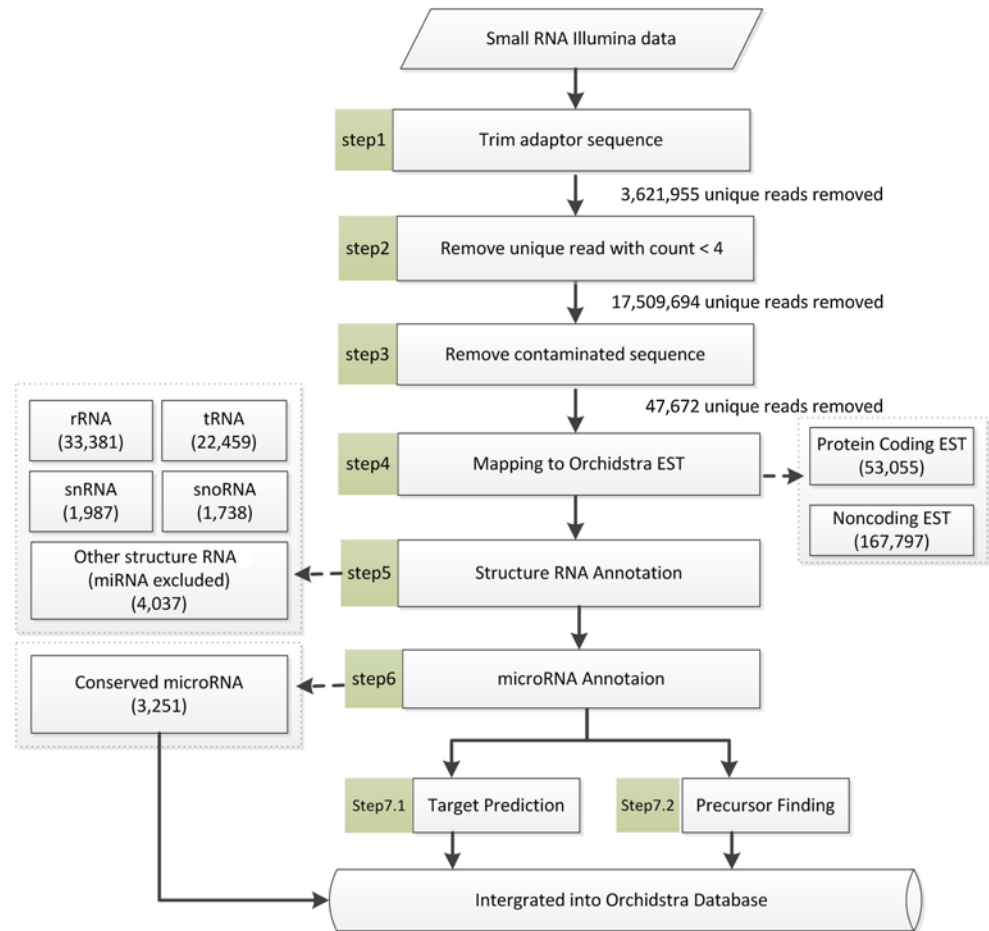 Small RNA Illumina data
step1
Trim adaptor sequence
3,621,955 unique reads removed
step2
Remove unique read with count < 4
17,509,694 unique reads removed
step3
Remove contaminated sequence
47,672 unique reads removed
rRNA
(33,381)
tRNA
(22,459)
snRNA
(1,987)
snoRNA
(1,738)
Other structure RNA
(miRNA excluded)
(4,037)
step4
Mapping to Orchidstra EST
Protein Coding EST
(53,055)
Noncoding EST
(167,797)
step5
Structure RNA Annotation
Conserved microRNA
(3,251)
step6
microRNA Annotaion
Step7.1
Target Prediction
Step7.2
Precursor Finding
Intergrated into Orchidstra Database